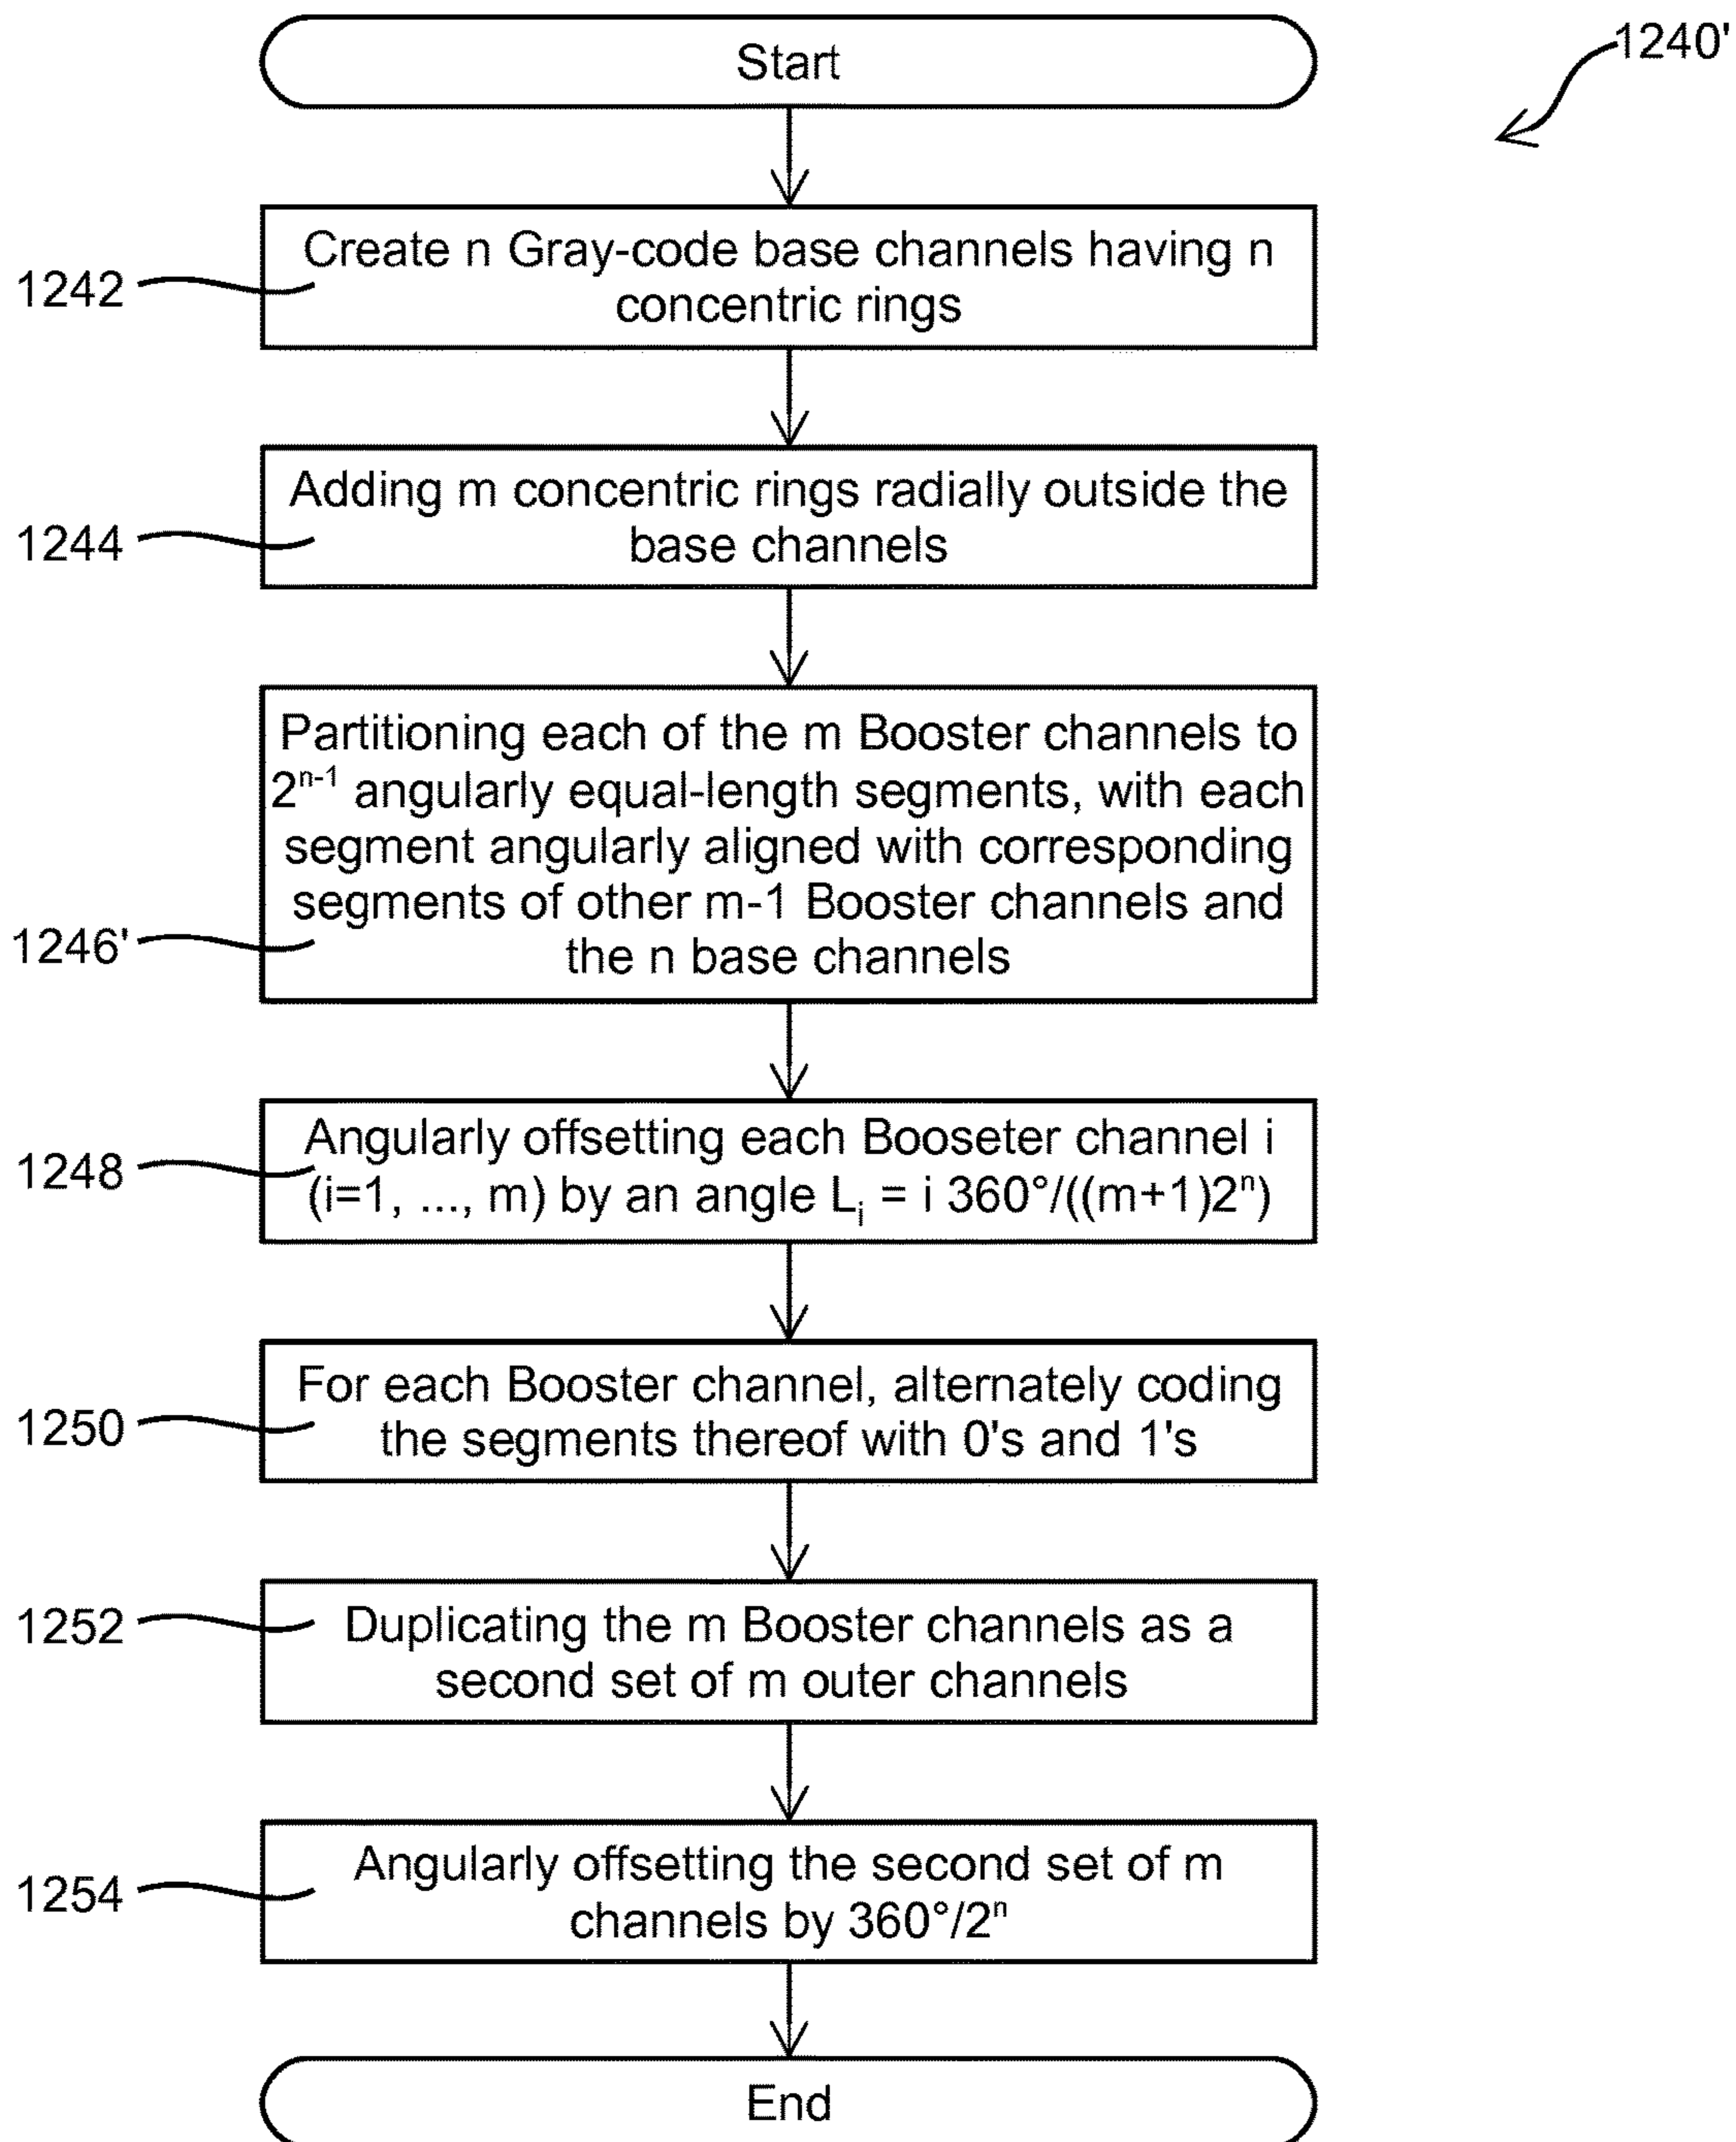 Start
1240'
1242
Create n Gray-code base channels having n
concentric rings
1244
Adding m concentric rings radially outside the
base channels
1246'
Partitioning each of the m Booster channels to
2ⁿ⁻¹ angularly equal-length segments, with each
segment angularly aligned with corresponding
segments of other m-1 Booster channels and
the n base channels
1248
Angularly offsetting each Booseter channel i
(i=1, ..., m) by an angle Lᵢ = i 360°/((m+1)2ⁿ)
1250
For each Booster channel, alternately coding
the segments thereof with 0's and 1's
1252
Duplicating the m Booster channels as a
second set of m outer channels
1254
Angularly offsetting the second set of m
channels by 360°/2ⁿ
End